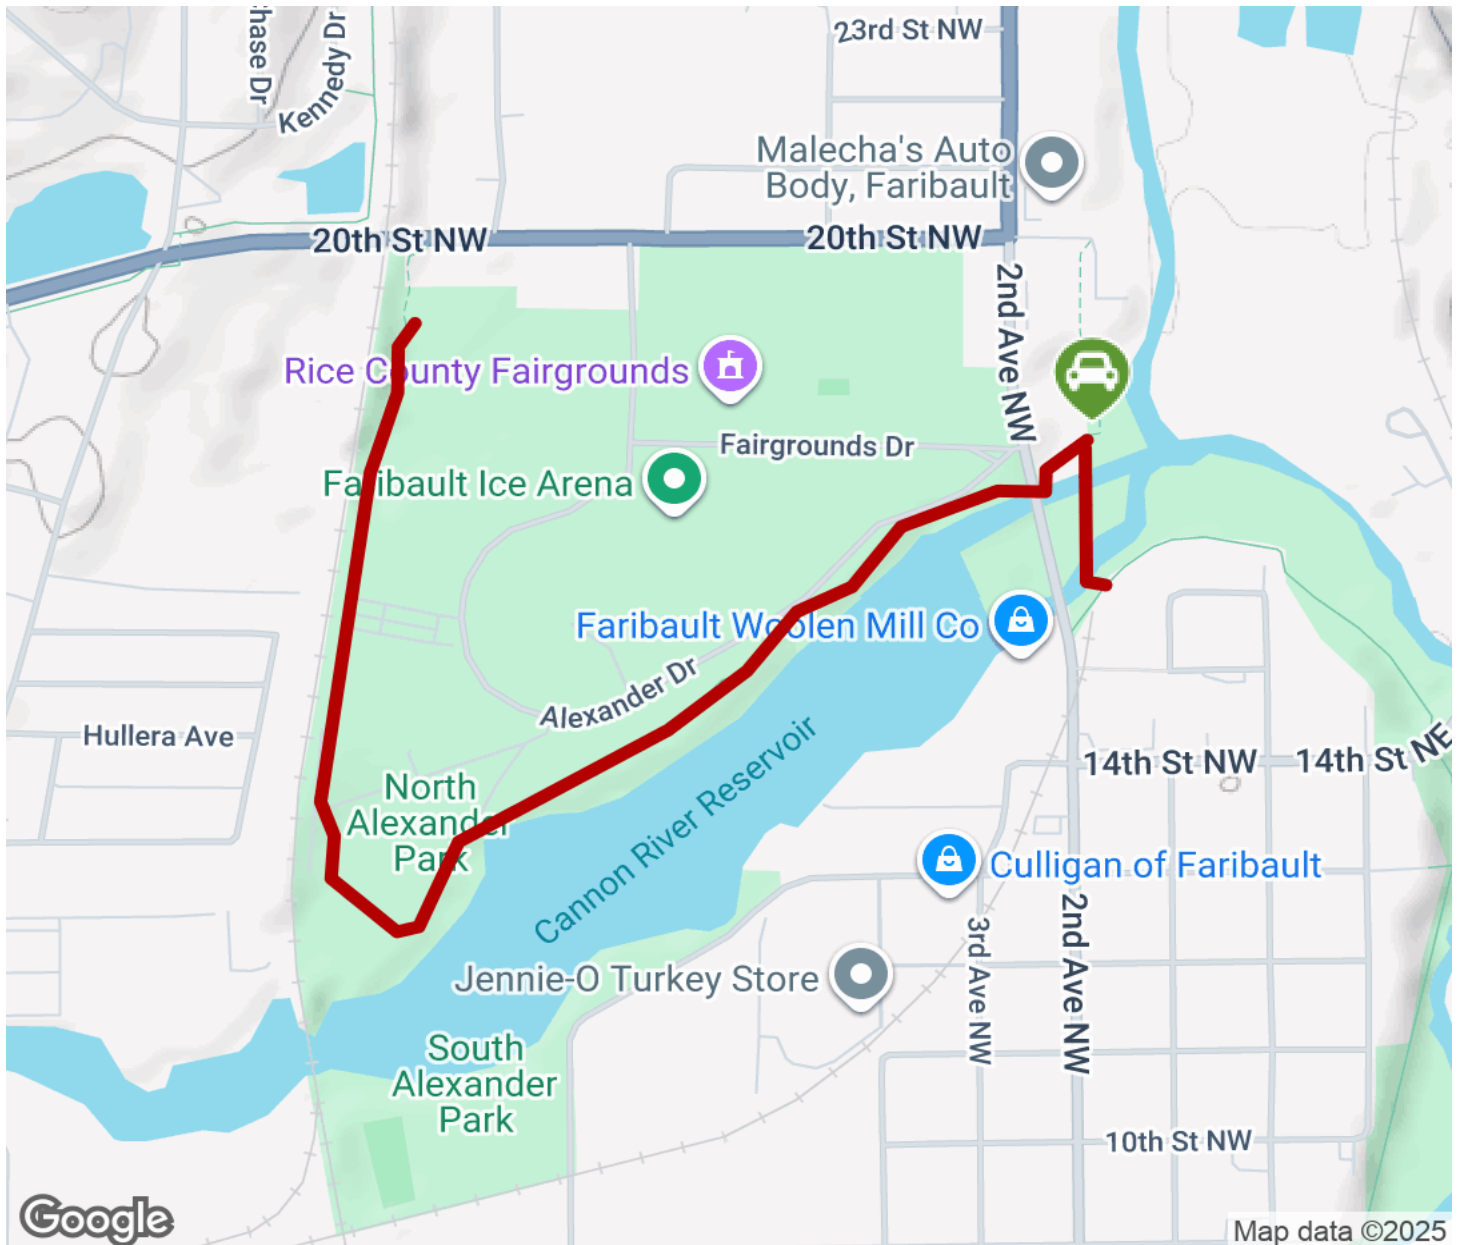 hase Dr
Kennedy Dr
23rd St NW
Malecha's Auto
Body, Faribault
20th St NW
20th St NW
2nd Ave NW
Rice County Fairgrounds
Fairgrounds Dr
Faribault Ice Arena
Faribault Woolen Mill Co
Alexander Dr
Hullera Ave
Cannon River Reservoir
14th St NW
14th St NE
North
Alexander
Park
Culligan of Faribault
2nd Ave NW
3rd Ave NW
Jennie-O Turkey Store
South
Alexander
Park
10th St NW
Google
Map data ©2025